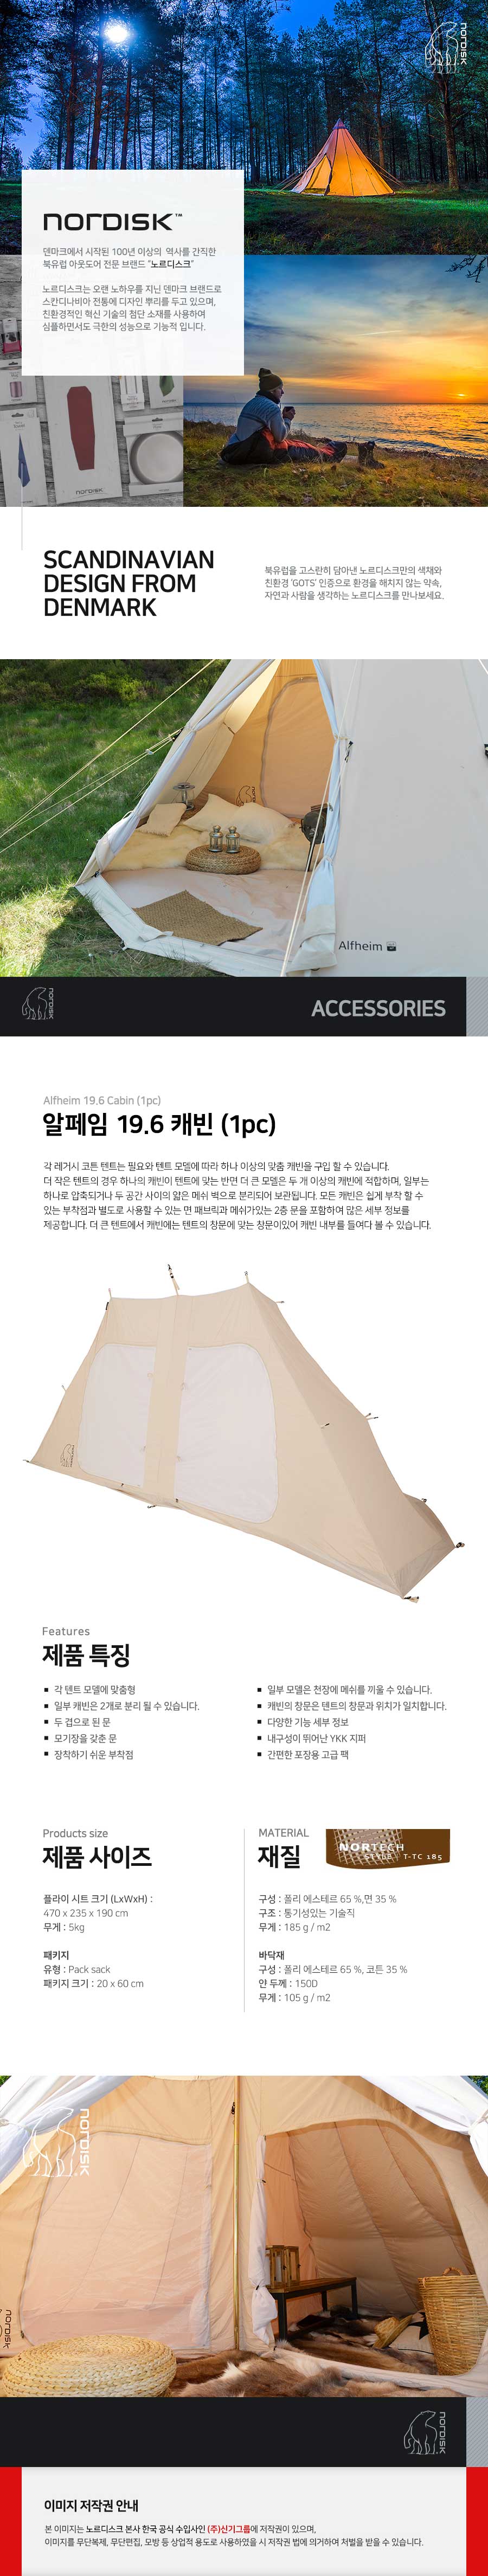 NORDISK
NORDISK™
덴마크에서 시작된 100년 이상의 역사를 간직한
북유럽 아웃도어 전문 브랜드 "노르디스크"
노르디스크는 오랜 노하우를 지닌 덴마크 브랜드로
스칸디나비아 전통에 디자인 뿌리를 두고 있으며,
친환경적인 혁신 기술의 첨단 소재를 사용하여
심플하면서도 극한의 성능으로 기능적 입니다.
NORDISK
SCANDINAVIAN
DESIGN FROM
DENMARK
북유럽을 고스란히 담아낸 노르디스크만의 색채와
친환경 'GOTS' 인증으로 환경을 해치지 않는 약속,
자연과 사람을 생각하는 노르디스크를 만나보세요.
Alfheim
NORDISK
ACCESSORIES
Alfheim 19.6 Cabin (1pc)
알페임 19.6 캐빈 (1pc)
각 레거시 코튼 텐트는 필요와 텐트 모델에 따라 하나 이상의 맞춤 캐빈을 구입 할 수 있습니다.
더 작은 텐트의 경우 하나의 캐빈이 텐트에 맞는 반면 더 큰 모델은 두 개 이상의 캐빈에 적합하며, 일부는
하나로 압축되거나 두 공간 사이의 얇은 메쉬 벽으로 분리되어 보관됩니다. 모든 캐빈은 쉽게 부착 할 수
있는 부착점과 별도로 사용할 수 있는 면 패브릭과 메쉬가있는 2층 문을 포함하여 많은 세부 정보를
제공합니다. 더 큰 텐트에서 캐빈에는 텐트의 창문에 맞는 창문이있어 캐빈 내부를 들여다 볼 수 있습니다.
Features
제품 특징
■ 각 텐트 모델에 맞춤형
■ 일부 캐빈은 2개로 분리 될 수 있습니다.
■ 두 겹으로 된 문
■ 모기장을 갖춘 문
■ 장착하기 쉬운 부착점
■ 일부 모델은 천장에 메쉬를 끼울 수 있습니다.
■ 캐빈의 창문은 텐트의 창문과 위치가 일치합니다.
■ 다양한 기능 세부 정보
■ 내구성이 뛰어난 YKK 지퍼
■ 간편한 포장용 고급 팩
Products size
제품 사이즈
플라이 시트 크기 (LxWxH) :
470 x 235 x 190 cm
무게 : 5kg
패키지
유형 : Pack sack
패키지 크기 : 20 x 60 cm
MATERIAL
재질
NORTECH
STYLE T-TC 185
구성 : 폴리 에스테르 65 %,면 35 %
구조 : 통기성있는 기술직
무게 : 185 g / m2
바닥재
구성 : 폴리 에스테르 65 %, 코튼 35 %
얀 두께 : 150D
무게 : 105 g / m2
NORDISK
NORDISK
NORDISK
이미지 저작권 안내
본 이미지는 노르디스크 본사 한국 공식 수입사인 (주)신기그룹에 저작권이 있으며,
이미지를 무단복제, 무단편집, 모방 등 상업적 용도로 사용하였을 시 저작권 법에 의거하여 처벌을 받을 수 있습니다.